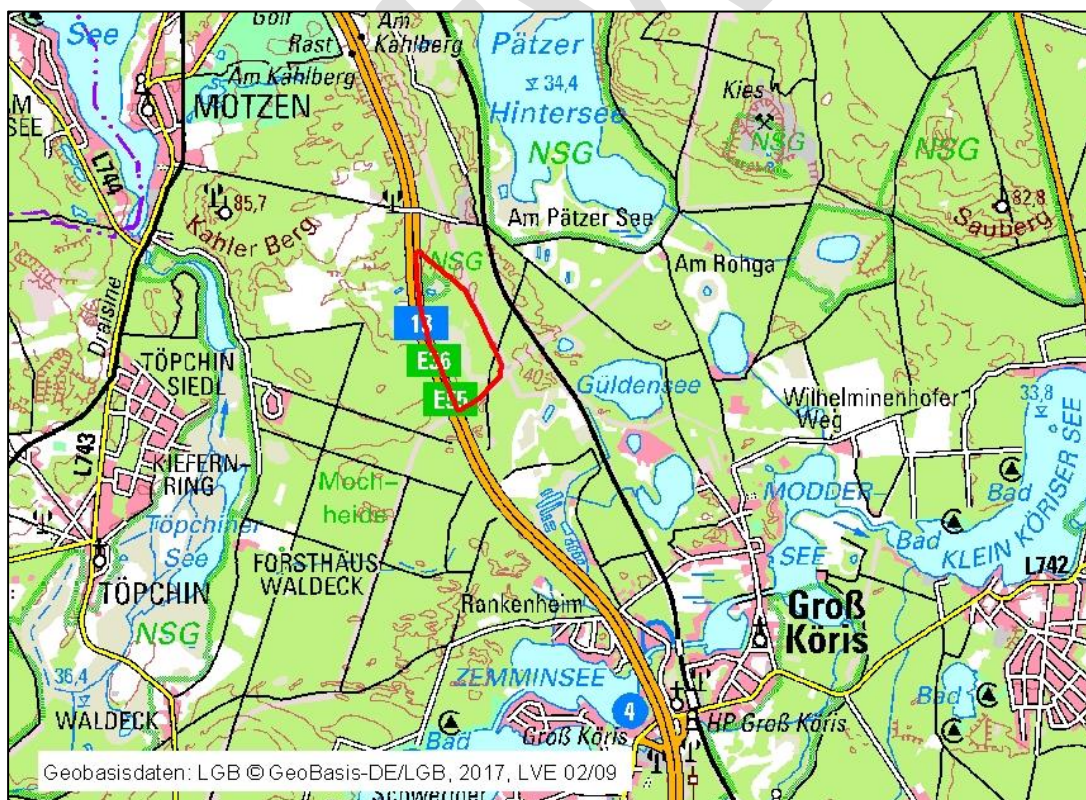 See
Golf
Am
Kählberg
Rast
Am Kählberg
MOTZEN
Pätzer
34,4
Hintersee
NSG
Kies
NSG
NSG
82,8
Sauberg
SEE
L744
85,7
Kahler Berg
Am Pätzer See
Am Rohga
NSG
13
E36
E55
Draisine
TÖPCHIN
SIEDL
L743
KIEFERN-
RING
Töpchiner
See
Moch-
heide
FORSTHAUS
WALDECK
TÖPCHIN
NSG
36,4
WALDECK
40
Güldensee
Wilhelminenhofer
Weg
33,8
MODDER-
SEE
Bad
Bad
KLEIN KÖRISER SEE
L742
Rankenheim
Groß
Köris
ZEMMINSEE
4
Groß Köris
HP Groß Köris
Bad
Bad
Geobasisdaten: LGB © GeoBasis-DE/LGB, 2017, LVE 02/09